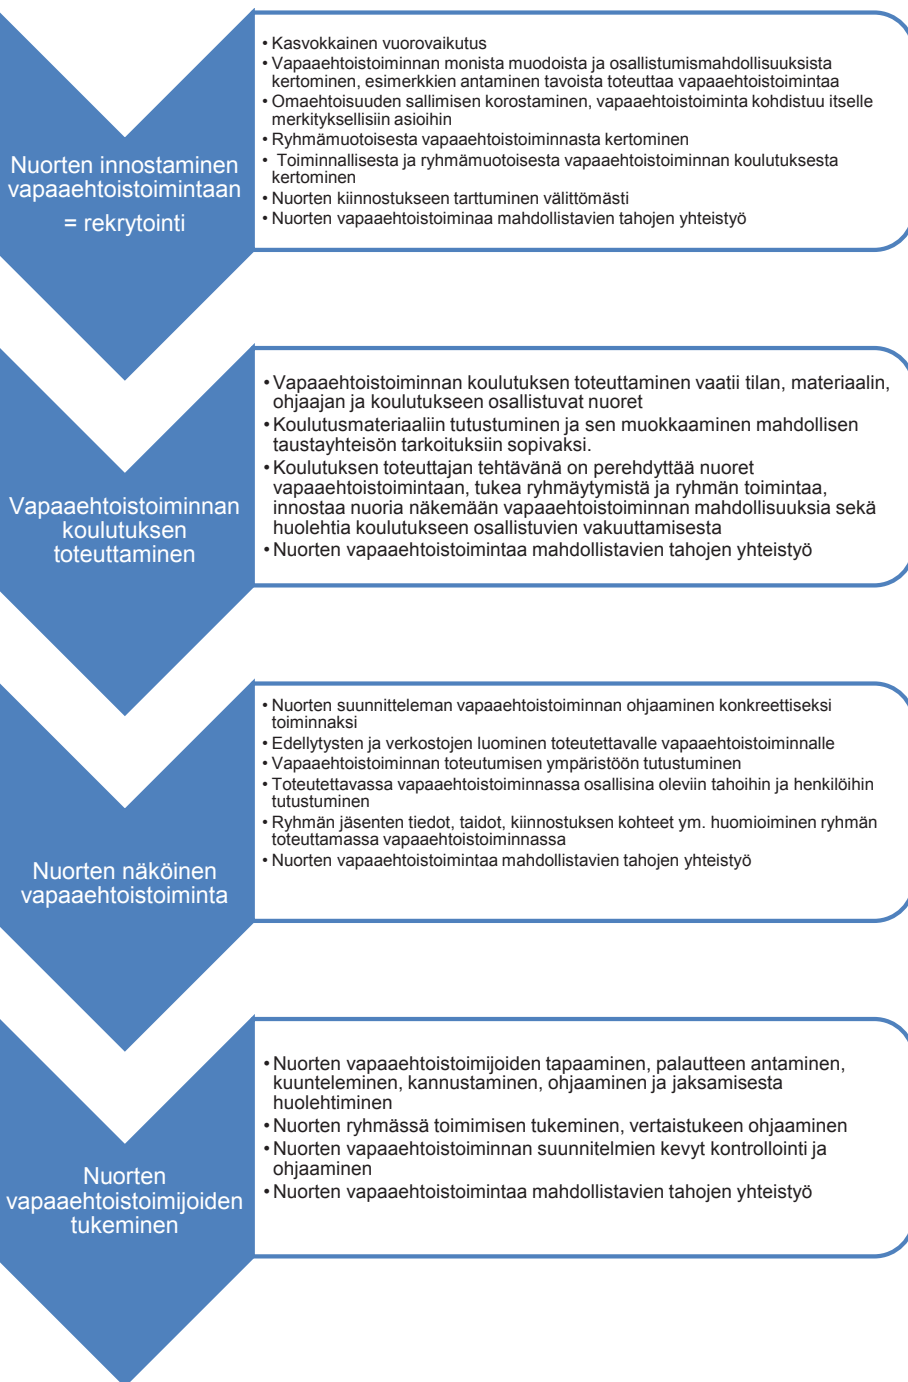 Nuorten innostaminen
vapaaehtoistoimintaan
= rekrytointi
• Kasvokkainen vuorovaikutus
• Vapaaehtoistoiminnan monista muodoista ja osallistumismahdollisuuksista
kertominen, esimerkkien antaminen tavoista toteuttaa vapaaehtoistoimintaa
• Omaehtoisuuden sallimisen korostaminen, vapaaehtoistoiminta kohdistuu itselle
merkityksellisiin asioihin
• Ryhmämuotoisesta vapaaehtoistoiminnasta kertominen
• Toiminnallisesta ja ryhmämuotoisesta vapaaehtoistoiminnan koulutuksesta
kertominen
• Nuorten kiinnostukseen tarttuminen välittömästi
• Nuorten vapaaehtoistoiminaa mahdollistavien tahojen yhteistyö
Vapaaehtoistoiminnan
koulutuksen
toteuttaminen
• Vapaaehtoistoiminnan koulutuksen toteuttaminen vaatii tilan, materiaalin,
ohjaajan ja koulutukseen osallistuvat nuoret
• Koulutusmateriaaliin tutustuminen ja sen muokkaaminen mahdollisen
taustayhteisön tarkoituksiin sopivaksi.
• Koulutuksen toteuttajan tehtävänä on perehdyttää nuoret
vapaaehtoistoimintaan, tukea ryhmäytymistä ja ryhmän toimintaa,
innostaa nuoria näkemään vapaaehtoistoiminnan mahdollisuuksia sekä
huolehtia koulutukseen osallistuvien vakuuttamisesta
• Nuorten vapaaehtoistoimintaa mahdollistavien tahojen yhteistyö
Nuorten näköinen
vapaaehtoistoiminta
• Nuorten suunnitteleman vapaaehtoistoiminnan ohjaaminen konkreettiseksi
toiminnaksi
• Edellytysten ja verkostojen luominen toteutettavalle vapaaehtoistoiminnalle
• Vapaaehtoistoiminnan toteutumisen ympäristöön tutustuminen
• Toteutettavassa vapaaehtoistoiminnassa osallisina oleviin tahoihin ja henkilöihin
tutustuminen
• Ryhmän jäsenten tiedot, taidot, kiinnostuksen kohteet ym. huomioiminen ryhmän
toteuttamassa vapaaehtoistoiminnassa
• Nuorten vapaaehtoistoimintaa mahdollistavien tahojen yhteistyö
Nuorten
vapaaehtoistoimijoiden
tukeminen
• Nuorten vapaaehtoistoimijoiden tapaaminen, palautteen antaminen,
kuunteleminen, kannustaminen, ohjaaminen ja jaksamisesta
huolehtiminen
• Nuorten ryhmässä toimimisen tukeminen, vertaistukeen ohjaaminen
• Nuorten vapaaehtoistoiminnan suunnitelmien kevyt kontrollointi ja
ohjaaminen
• Nuorten vapaaehtoistoimintaa mahdollistavien tahojen yhteistyö